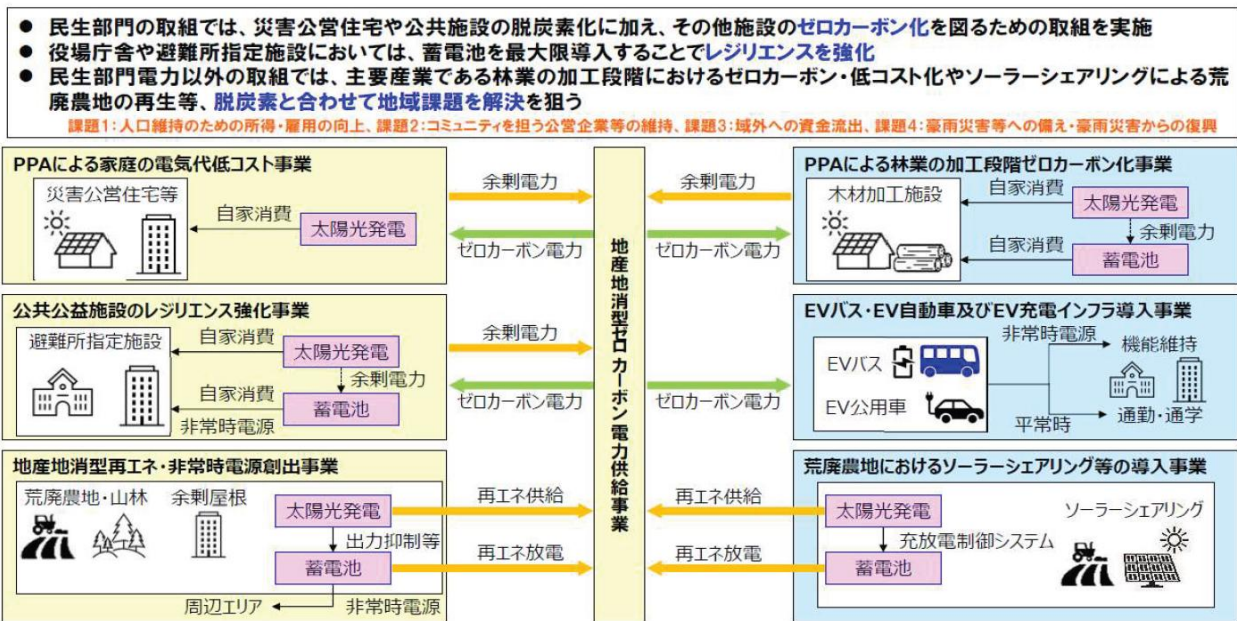 ● 民生部門の取組では、災害公営住宅や公共施設の脱炭素化に加え、その他施設のゼロカーボン化を図るための取組を実施
● 役場庁舎や避難所指定施設においては、蓄電池を最大限導入することでレジリエンスを強化
● 民生部門電力以外の取組では、主要産業である林業の加工段階におけるゼロカーボン・低コスト化やソーラーシェアリングによる荒
廃農地の再生等、脱炭素と合わせて地域課題を解決を狙う
課題1：人口維持のための所得・雇用の向上、課題2：コミュニティを担う公営企業等の維持、課題3：域外への資金流出、課題4：豪雨災害等への備え・豪雨災害からの復興
PPAによる家庭の電気代低コスト事業
災害公営住宅等
自家消費
太陽光発電
余剰電力
ゼロカーボン電力
公共公益施設のレジリエンス強化事業
避難所指定施設
自家消費
太陽光発電
余剰電力
自家消費
蓄電池
非常時電源
余剰電力
ゼロカーボン電力
地産地消型再エネ・非常時電源創出事業
荒廃農地・山林
余剰屋根
太陽光発電
出力抑制等
蓄電池
周辺エリア
非常時電源
再エネ供給
再エネ放電
地産地消型ゼロカーボン電力供給事業
余剰電力
ゼロカーボン電力
PPAによる林業の加工段階ゼロカーボン化事業
木材加工施設
自家消費
太陽光発電
余剰電力
自家消費
蓄電池
ゼロカーボン電力
EVバス・EV自動車及びEV充電インフラ導入事業
EVバス
EV公用車
非常時電源
機能維持
平常時
通勤・通学
再エネ供給
再エネ放電
荒廃農地におけるソーラーシェアリング等の導入事業
太陽光発電
充放電制御システム
蓄電池
ソーラーシェアリング